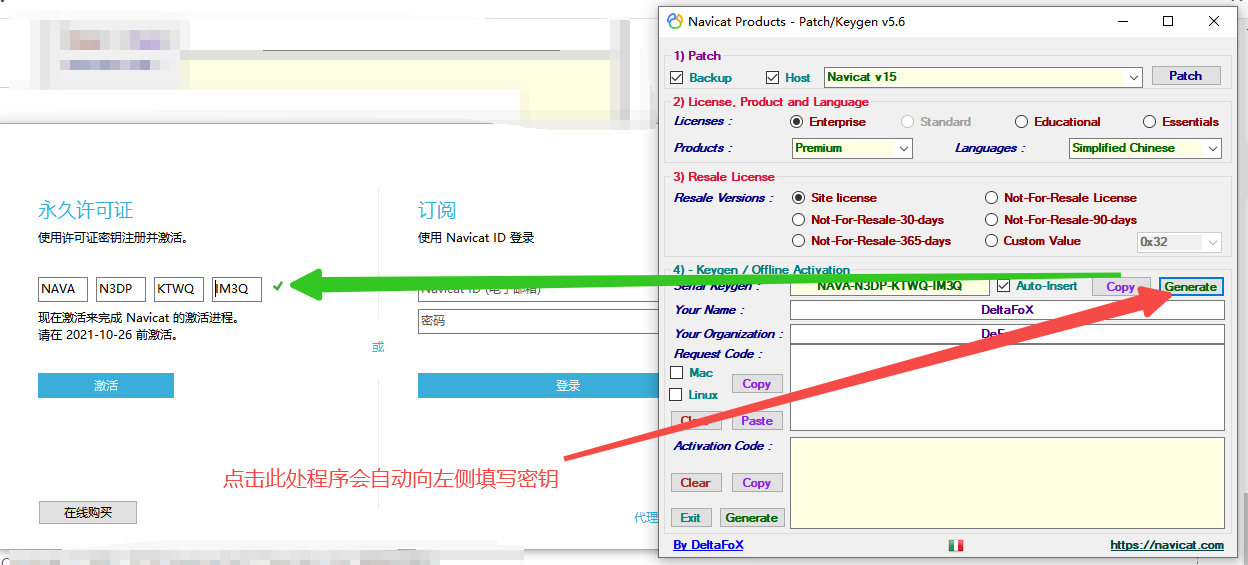 Navicat Products - Patch/Keygen v5.6
1) Patch
Backup
Host
Navicat v15
Patch
2) License, Product and Language
Licenses :
Enterprise
Standard
Educational
Essentials
Products :
Premium
Languages :
Simplified Chinese
3) Resale License
Resale Versions :
Site license
Not-For-Resale License
Not-For-Resale-30-days
Not-For-Resale-90-days
Not-For-Resale-365-days
Custom Value
0x32
4) - Keygen / Offline Activation
Serial Keygen :
NAVA-N3DP-KTWQ-IM3Q
Auto-Insert
Copy
Generate
Your Name :
DeltaFoX
Your Organization :
Request Code :
Mac
Linux
Copy
Paste
Activation Code :
Clear
Copy
Exit
Generate
By DeltaFoX
https://navicat.com
永久许可证
使用许可证密钥注册并激活。
NAVA
N3DP
KTWQ
IM3Q
现在激活来完成 Navicat 的激活进程。
请在 2021-10-26 前激活。
激活
或
订阅
使用 Navicat ID 登录
Navicat ID (电子邮箱)
密码
登录
点击此处程序会自动向左侧填写密钥
在线购买
代理